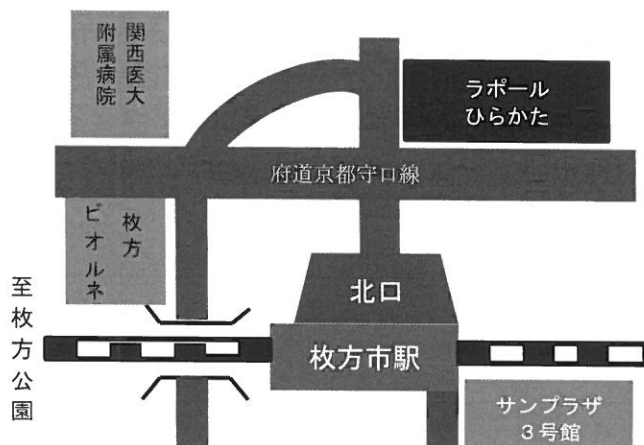 関西医大
附属病院
ラポール
ひらかた
府道京都守口線
枚方
ビオルネ
北口
至枚方公園
枚方市駅
サンプラザ
3号館